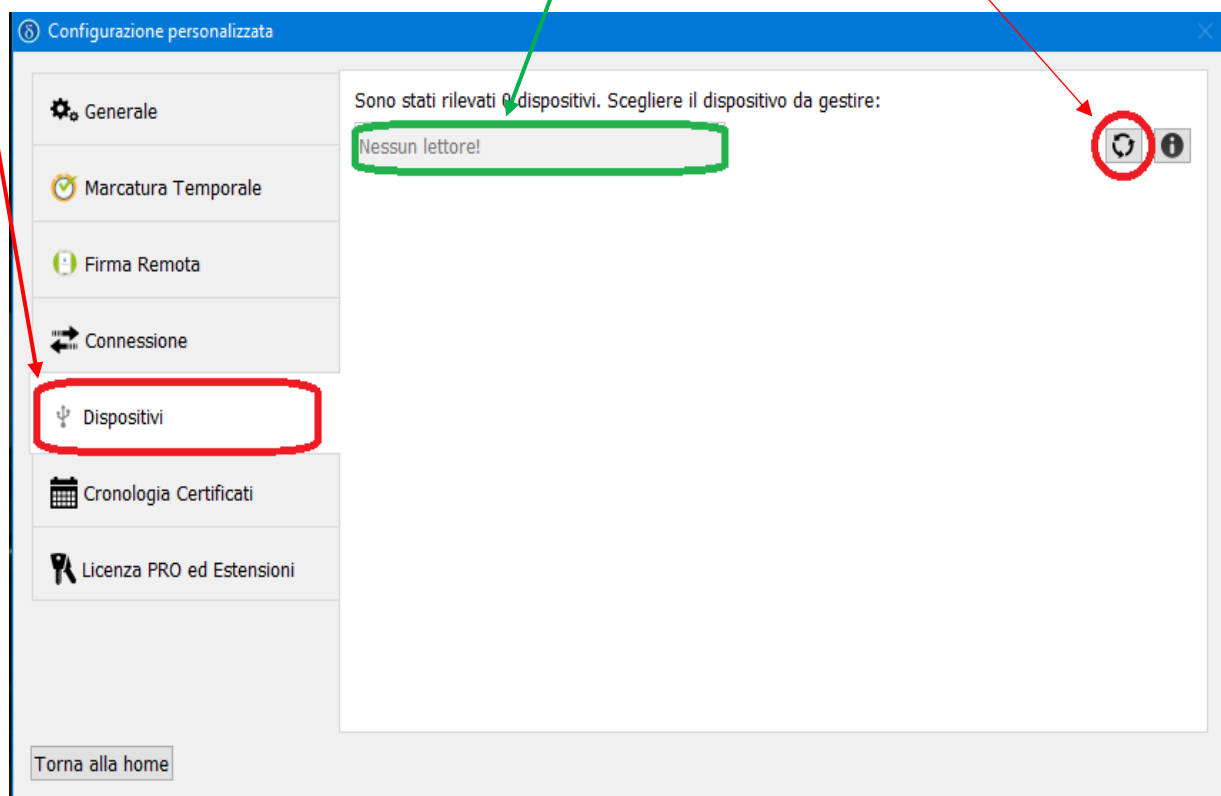 Configurazione personalizzata
Generale
Marcatura Temporale
Firma Remota
Connessione
Dispositivi
Cronologia Certificati
Licenza PRO ed Estensioni
Sono stati rilevati 0 dispositivi. Scegliere il dispositivo da gestire:
Nessun lettore!
Torna alla home